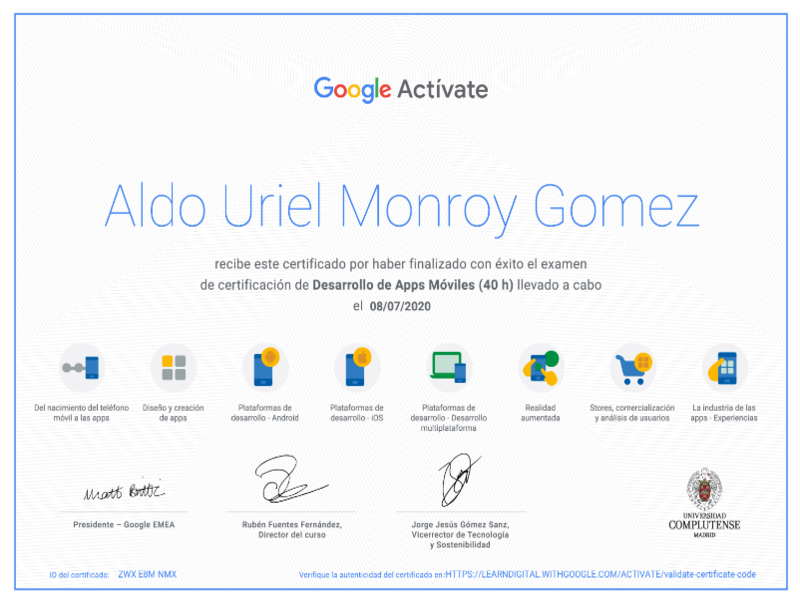 Google Actívate
Aldo Uriel Monroy Gomez
recibe este certificado por haber finalizado con éxito el examen
de certificación de Desarrollo de Apps Móviles (40 h) llevado a cabo
el 08/07/2020
Del nacimiento del teléfono
móvil a las apps
Diseño y creación
de apps
Plataformas de
desarrollo - Android
Plataformas de
desarrollo - iOS
Plataformas de
desarrollo - Desarrollo
multiplataforma
Realidad
aumentada
Stores, comercialización
y análisis de usuarios
La industria de las
apps - Experiencias
Presidente – Google EMEA
Rubén Fuentes Fernández,
Director del curso
Jorge Jesús Gómez Sanz,
Vicerrector de Tecnología
y Sostenibilidad
UNIVERSIDAD
COMPLUTENSE
MADRID
ID del certificado: ZWX E8M NMX
Verifique la autenticidad del certificado en:HTTPS://LEARNDIGITAL.WITHGOOGLE.COM/ACTIVATE/validate-certificate-code